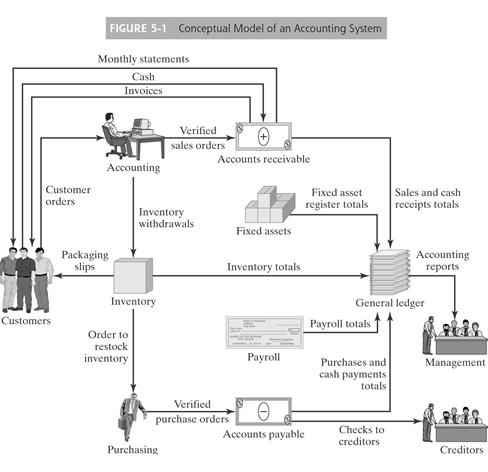 FIGURE 5-1 Conceptual Model of an Accounting System
Monthly statements
Cash
Invoices
Verified
sales orders
Accounting
Accounts receivable
Customer
orders
Inventory
withdrawals
Fixed asset
register totals
Sales and cash
receipts totals
Fixed assets
Packaging
slips
Inventory totals
Accounting
reports
Customers
Inventory
General ledger
Order to
restock
inventory
Payroll totals
Payroll
Management
Purchases and
cash payments
totals
Verified
purchase orders
Accounts payable
Checks to
creditors
Purchasing
Creditors